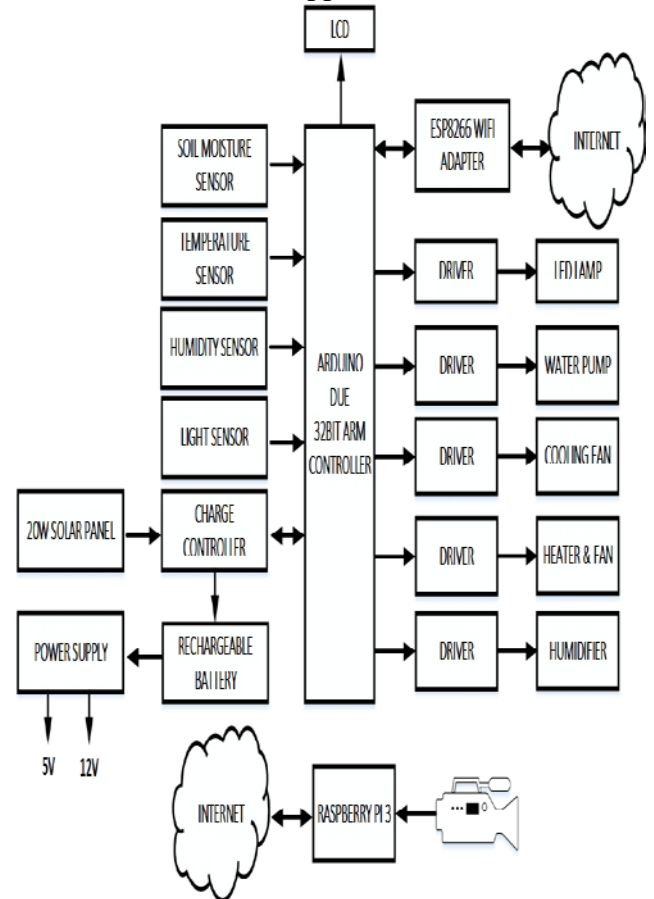 LCD
SOIL MOISTURE
SENSOR
ESP8266 WIFI
ADAPTER
INTERNET
TEMPERATURE
SENSOR
DRIVER
LED LAMP
HUMIDITY SENSOR
ARDUINO
DUE
32BIT ARM
CONTROLLER
DRIVER
WATER PUMP
LIGHT SENSOR
DRIVER
COOLING FAN
20W SOLAR PANEL
CHARGE
CONTROLLER
DRIVER
HEATER & FAN
POWER SUPPLY
RECHARGEABLE
BATTERY
DRIVER
HUMIDIFIER
5V
12V
INTERNET
RASPBERRY PI 3